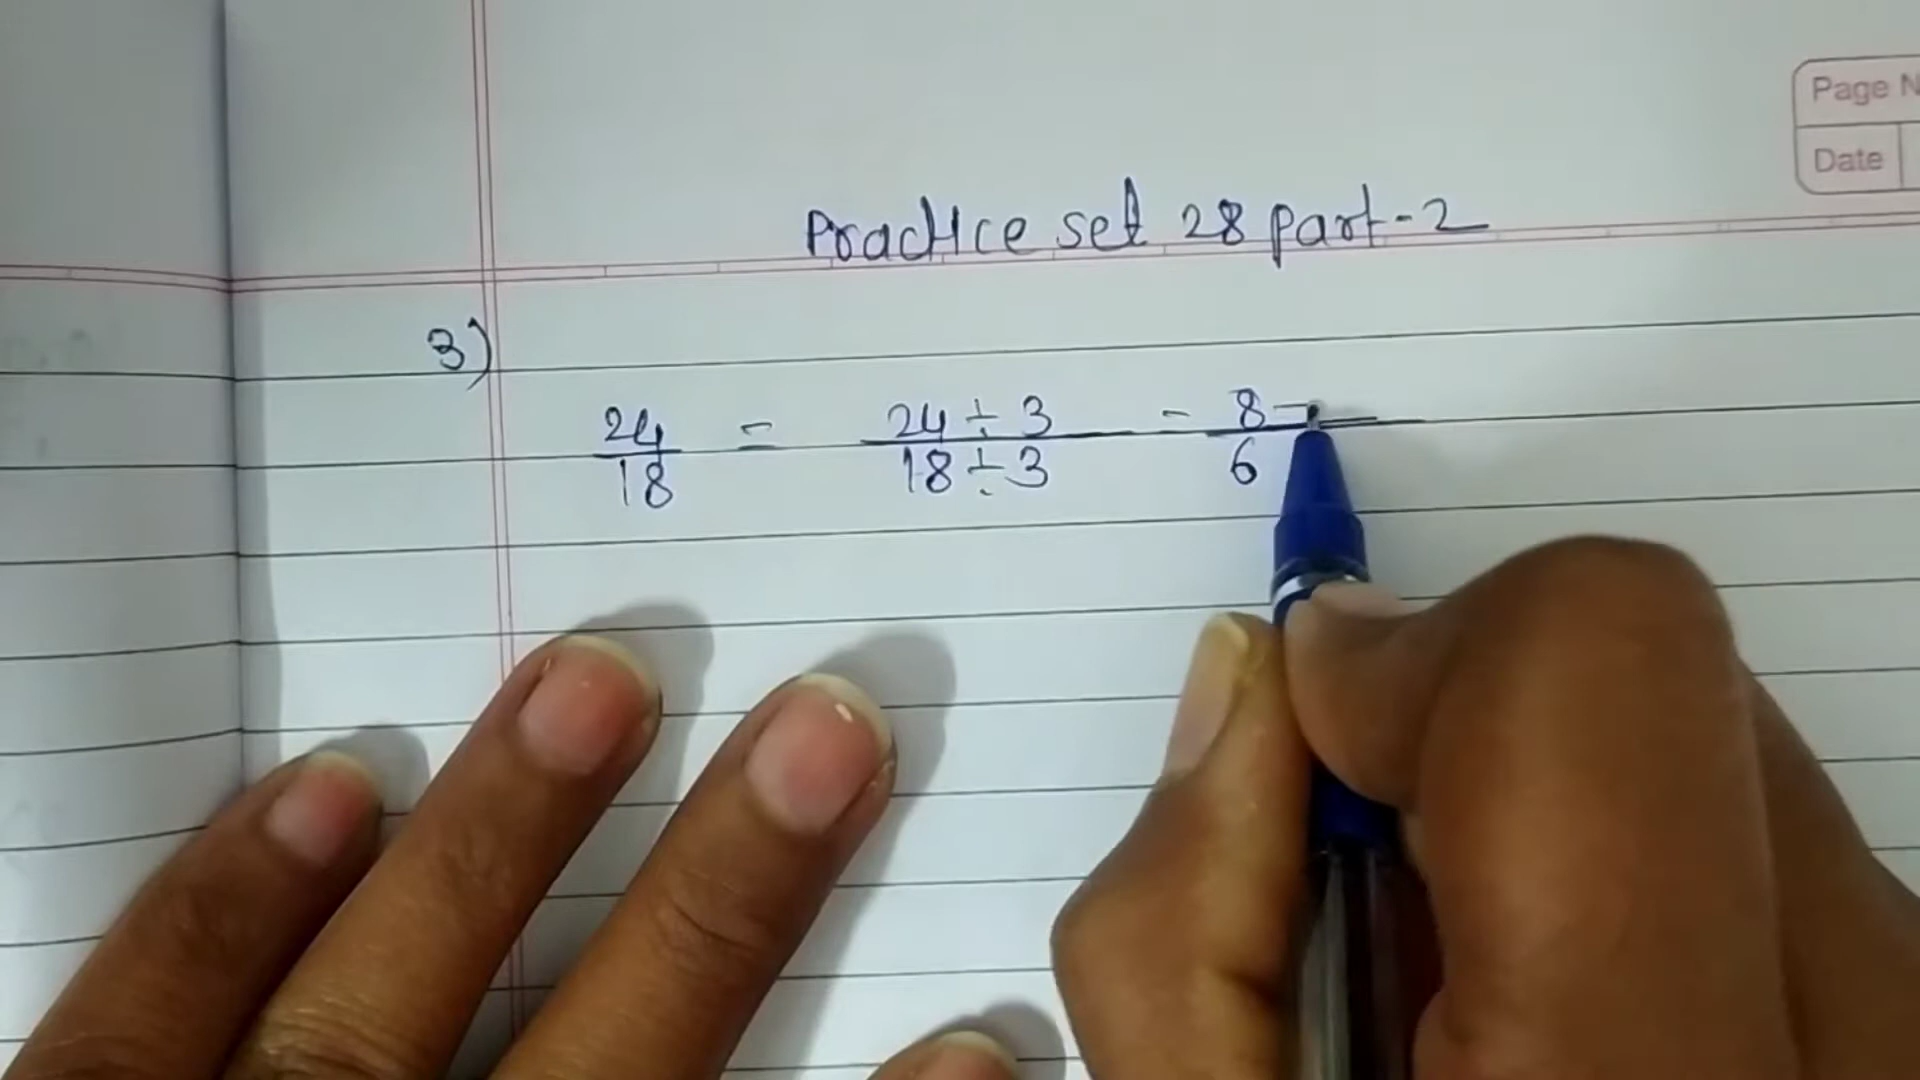 Page N
Date
Practice set 28 part-2
3)
24/18 = 24 ÷ 3/18 ÷ 3 - 8/6